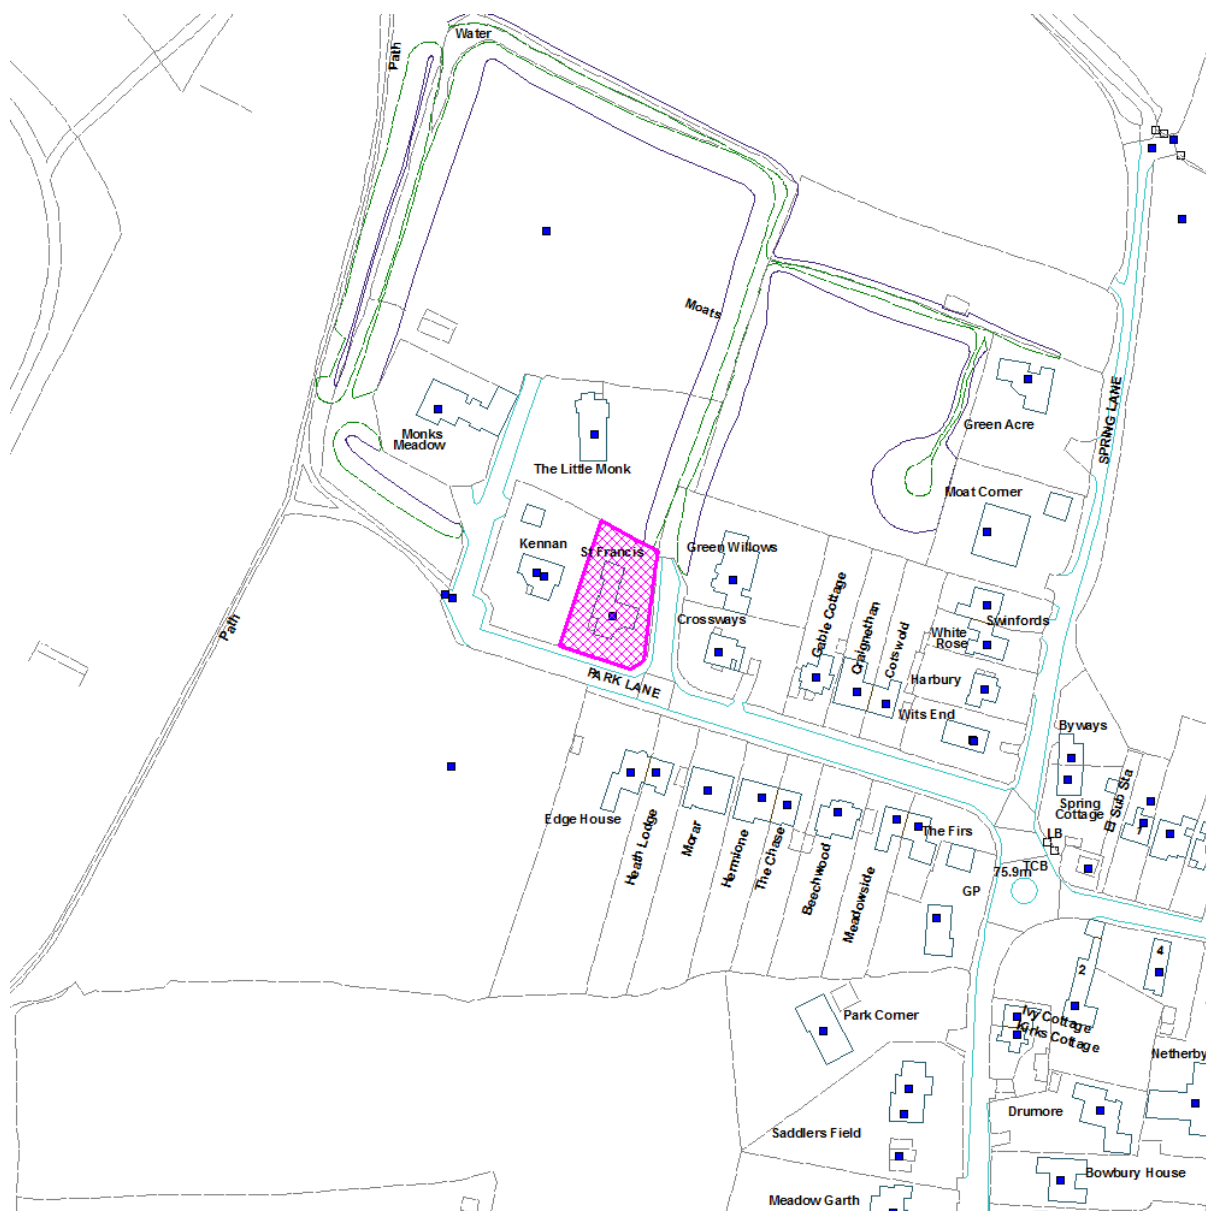 Water
Path
Moats
SPRING LANE
Green Acre
Monks
Meadow
The Little Monk
Moat Corner
Kennan
St Francis
Green Willows
Crossways
Gable Cottage
Craignethan
Cotswold
Swinfords
White
Rose
Harbury
Wits End
Path
PARK LANE
Byways
Spring
Cottage
El Sub Sta
1
LB
TCB
75.9m
Edge House
Heath Lodge
Morar
Hermione
The Chase
Beechwood
Meadowside
The Firs
GP
2
4
Park Corner
Ivy Cottage
Kirks Cottage
Netherby
Drumore
Saddlers Field
Bowbury House
Meadow Garth